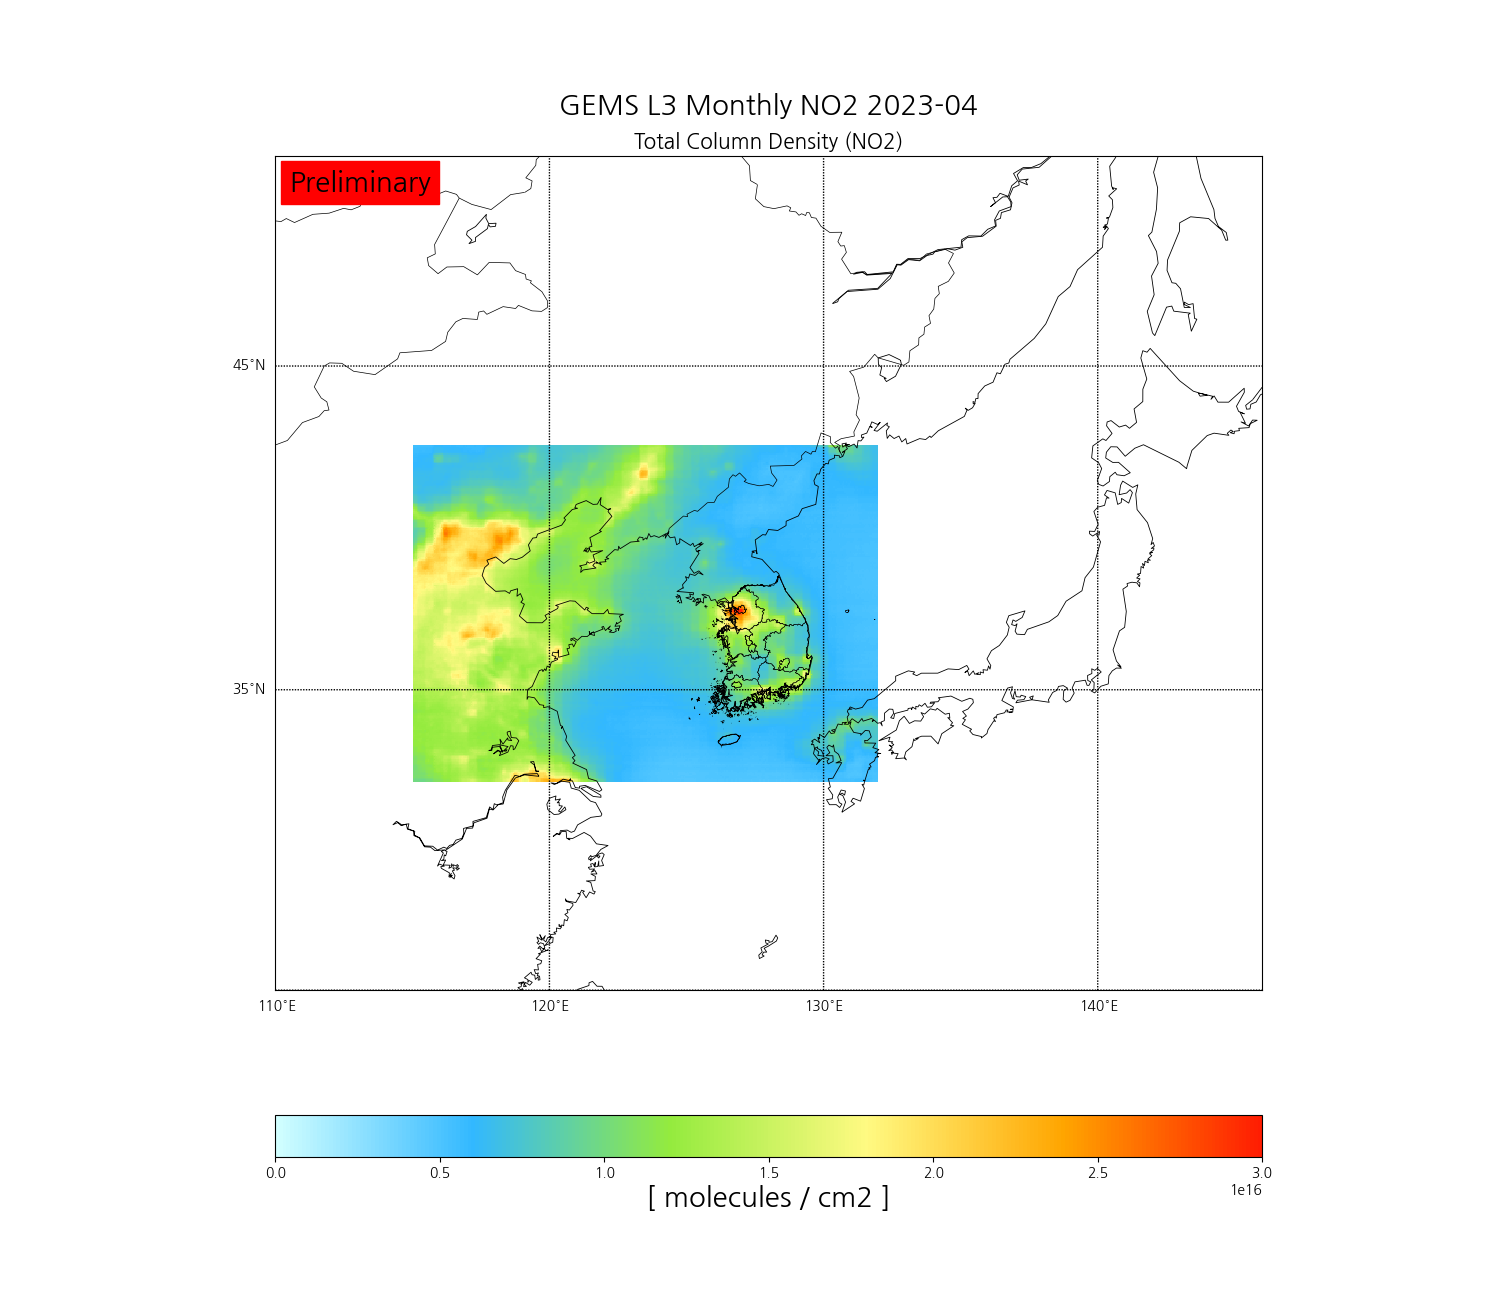 GEMS L3 Monthly NO2 2023-04
Total Column Density (NO2)
Preliminary
45°N
35°N
110°E 120°E 130°E 140°E
0.0 0.5 1.0 1.5 2.0 2.5 3.0
1e16
[ molecules / cm2 ]